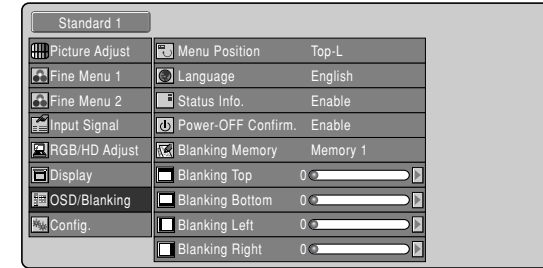 Standard 1
Picture Adjust
Fine Menu 1
Fine Menu 2
Input Signal
RGB/HD Adjust
Display
OSD/Blanking
Config.
Menu Position Top-L
Language English
Status Info. Enable
Power-OFF Confirm. Enable
Blanking Memory Memory 1
Blanking Top 0
Blanking Bottom 0
Blanking Left 0
Blanking Right 0